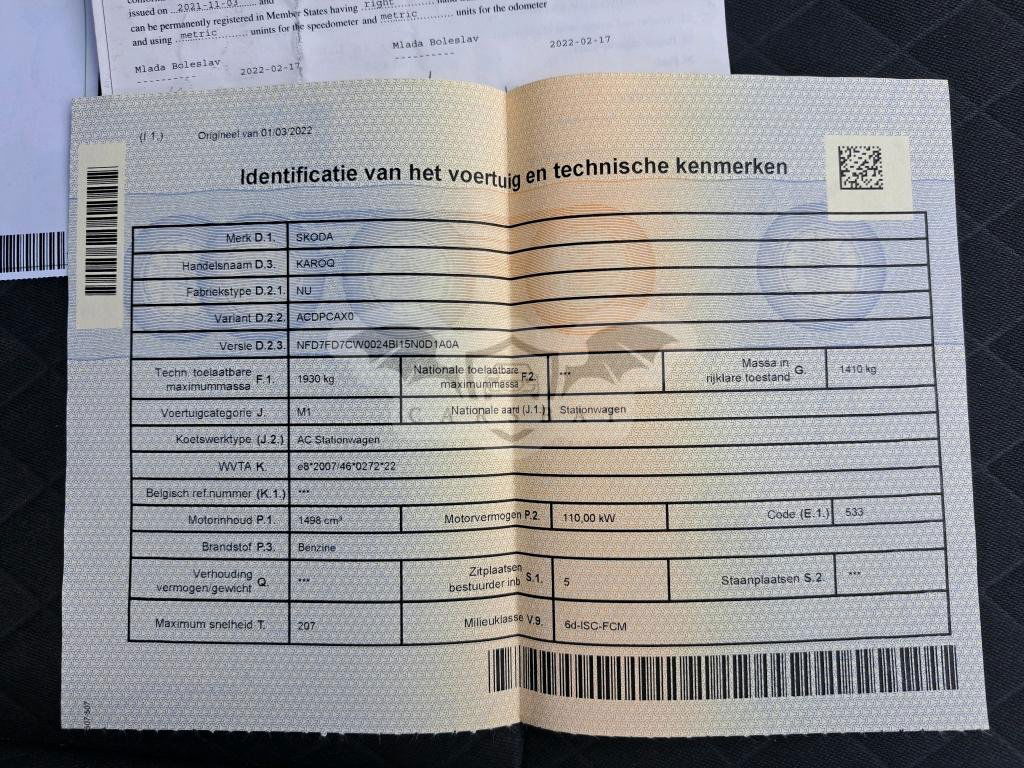 issued on 2021-11-03 and
can be permanently registered in Member States having right
and using metric unints for the speedometer and metric units for the odometer
Mlada Boleslav 2022-02-17
Mlada Boleslav 2022-02-17
(I.1.) Origineel van 01/03/2022
Identificatie van het voertuig en technische kenmerken
Merk D.1. SKODA
Handelsnaam D.3. KAROQ
Fabriekstype D.2.1. NU
Variant D.2.2. ACDPCAX0
Versie D.2.3. NFD7FD7CW0024BI15N0D1A0A
Techn. toelaatbare maximummassa F.1. 1930 kg Nationale toelaatbare maximummassa F.2. *** Massa in rijklare toestand G. 1410 kg
Voertuigcategorie J. M1 Nationale aard (J.1.) Stationwagen
Koetswerktype (J.2.) AC Stationwagen
WVTA K. e8*2007/46*0272*22
Belgisch ref.nummer (K.1.) ***
Motorinhoud P.1. 1498 cm³ Motorvermogen P.2. 110,00 kW Code (E.1.) 533
Brandstof P.3. Benzine
Verhouding vermogen/gewicht Q. *** Zitplaatsen bestuurder inb. S.1. 5 Staanplaatsen S.2. ***
Maximum snelheid T. 207 Milieuklasse V.9. 6d-ISC-FCM